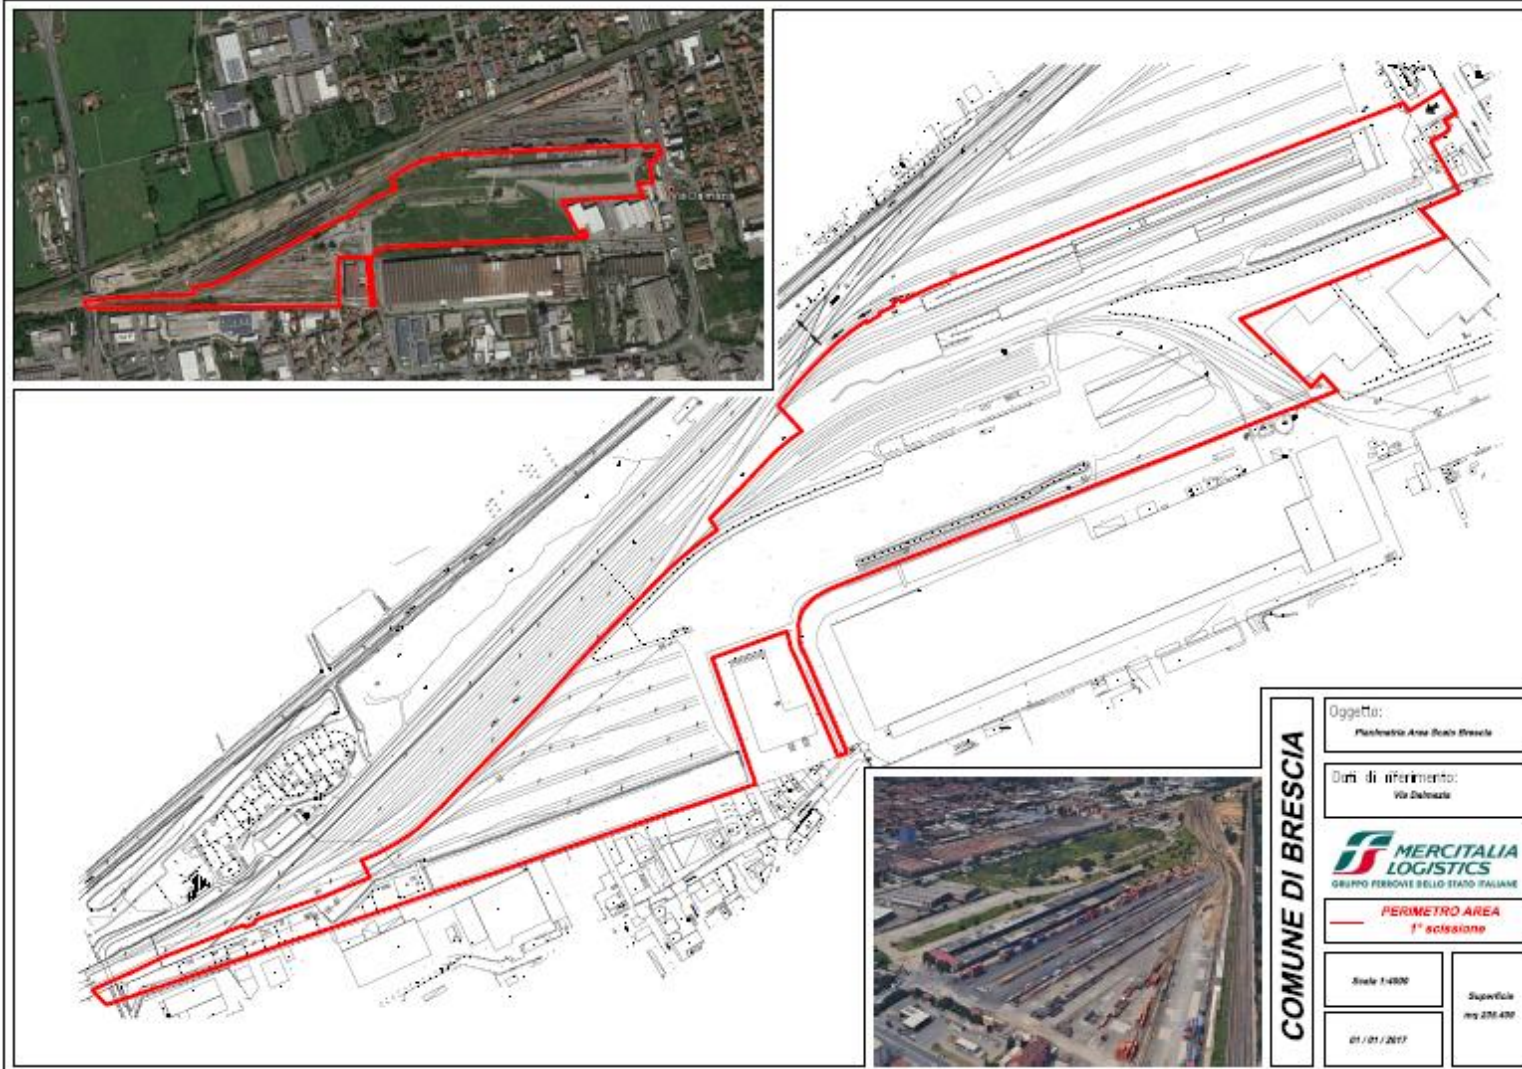 COMUNE DI BRESCIA
Oggetto:
Planimetria Area Scalo Brescia
Dati di riferimento:
Via Dalmazia
MERCITALIA
LOGISTICS
GRUPPO FERROVIE DELLO STATO ITALIANE
PERIMETRO AREA
1° scissione
Scala 1:4000
01 / 01 / 2017
Superficie
mq